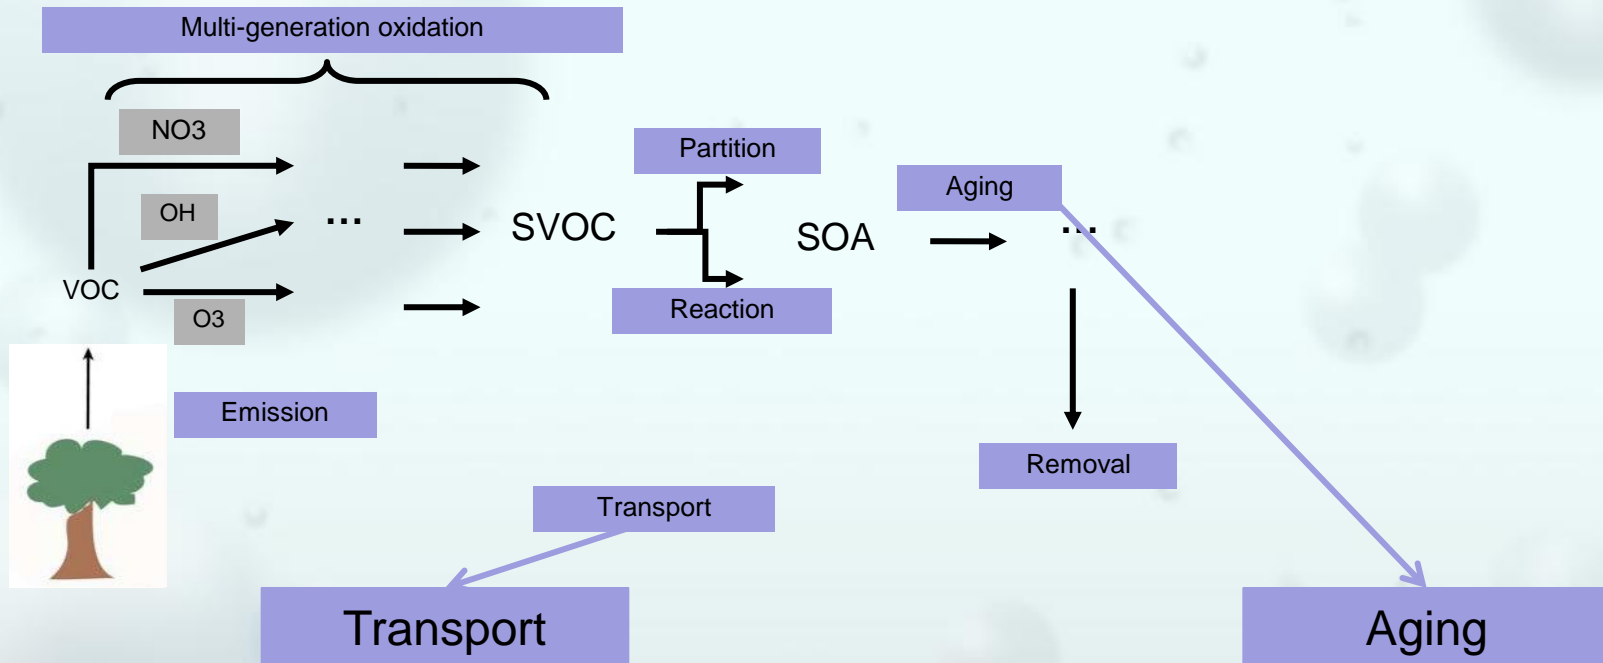 Multi-generation oxidation
NO3
Partition
Aging
OH
...
SVOC
SOA
...
VOC
O3
Reaction
Emission
Removal
Transport
Transport
Aging